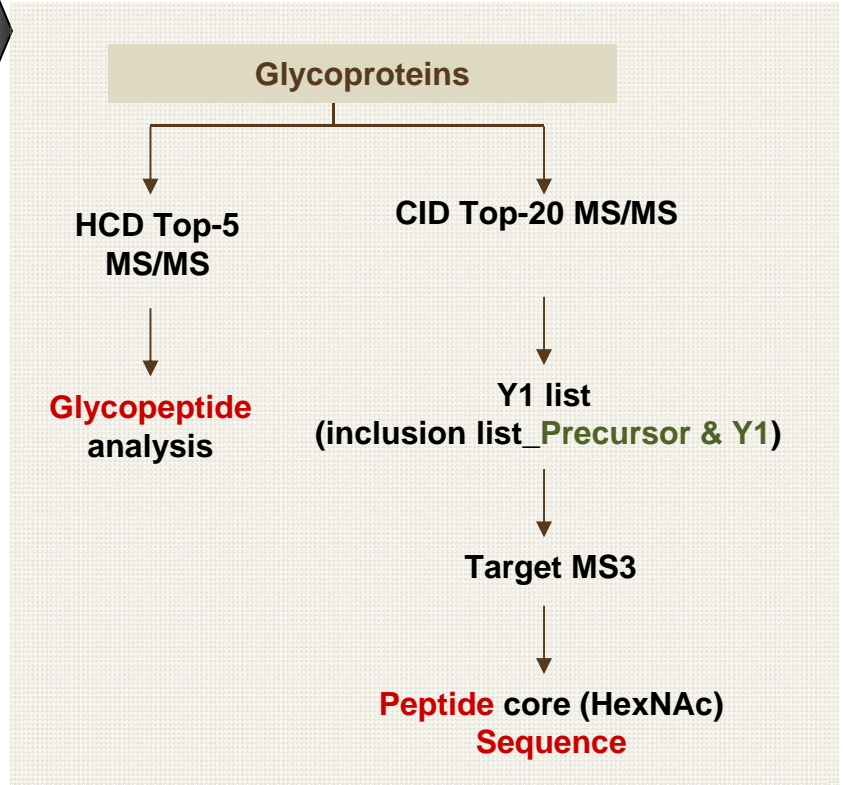 Glycoproteins
HCD Top-5
MS/MS
Glycopeptide
analysis
CID Top-20 MS/MS
Y1 list
(inclusion list_Precursor & Y1)
Target MS3
Peptide core (HexNAc)
Sequence